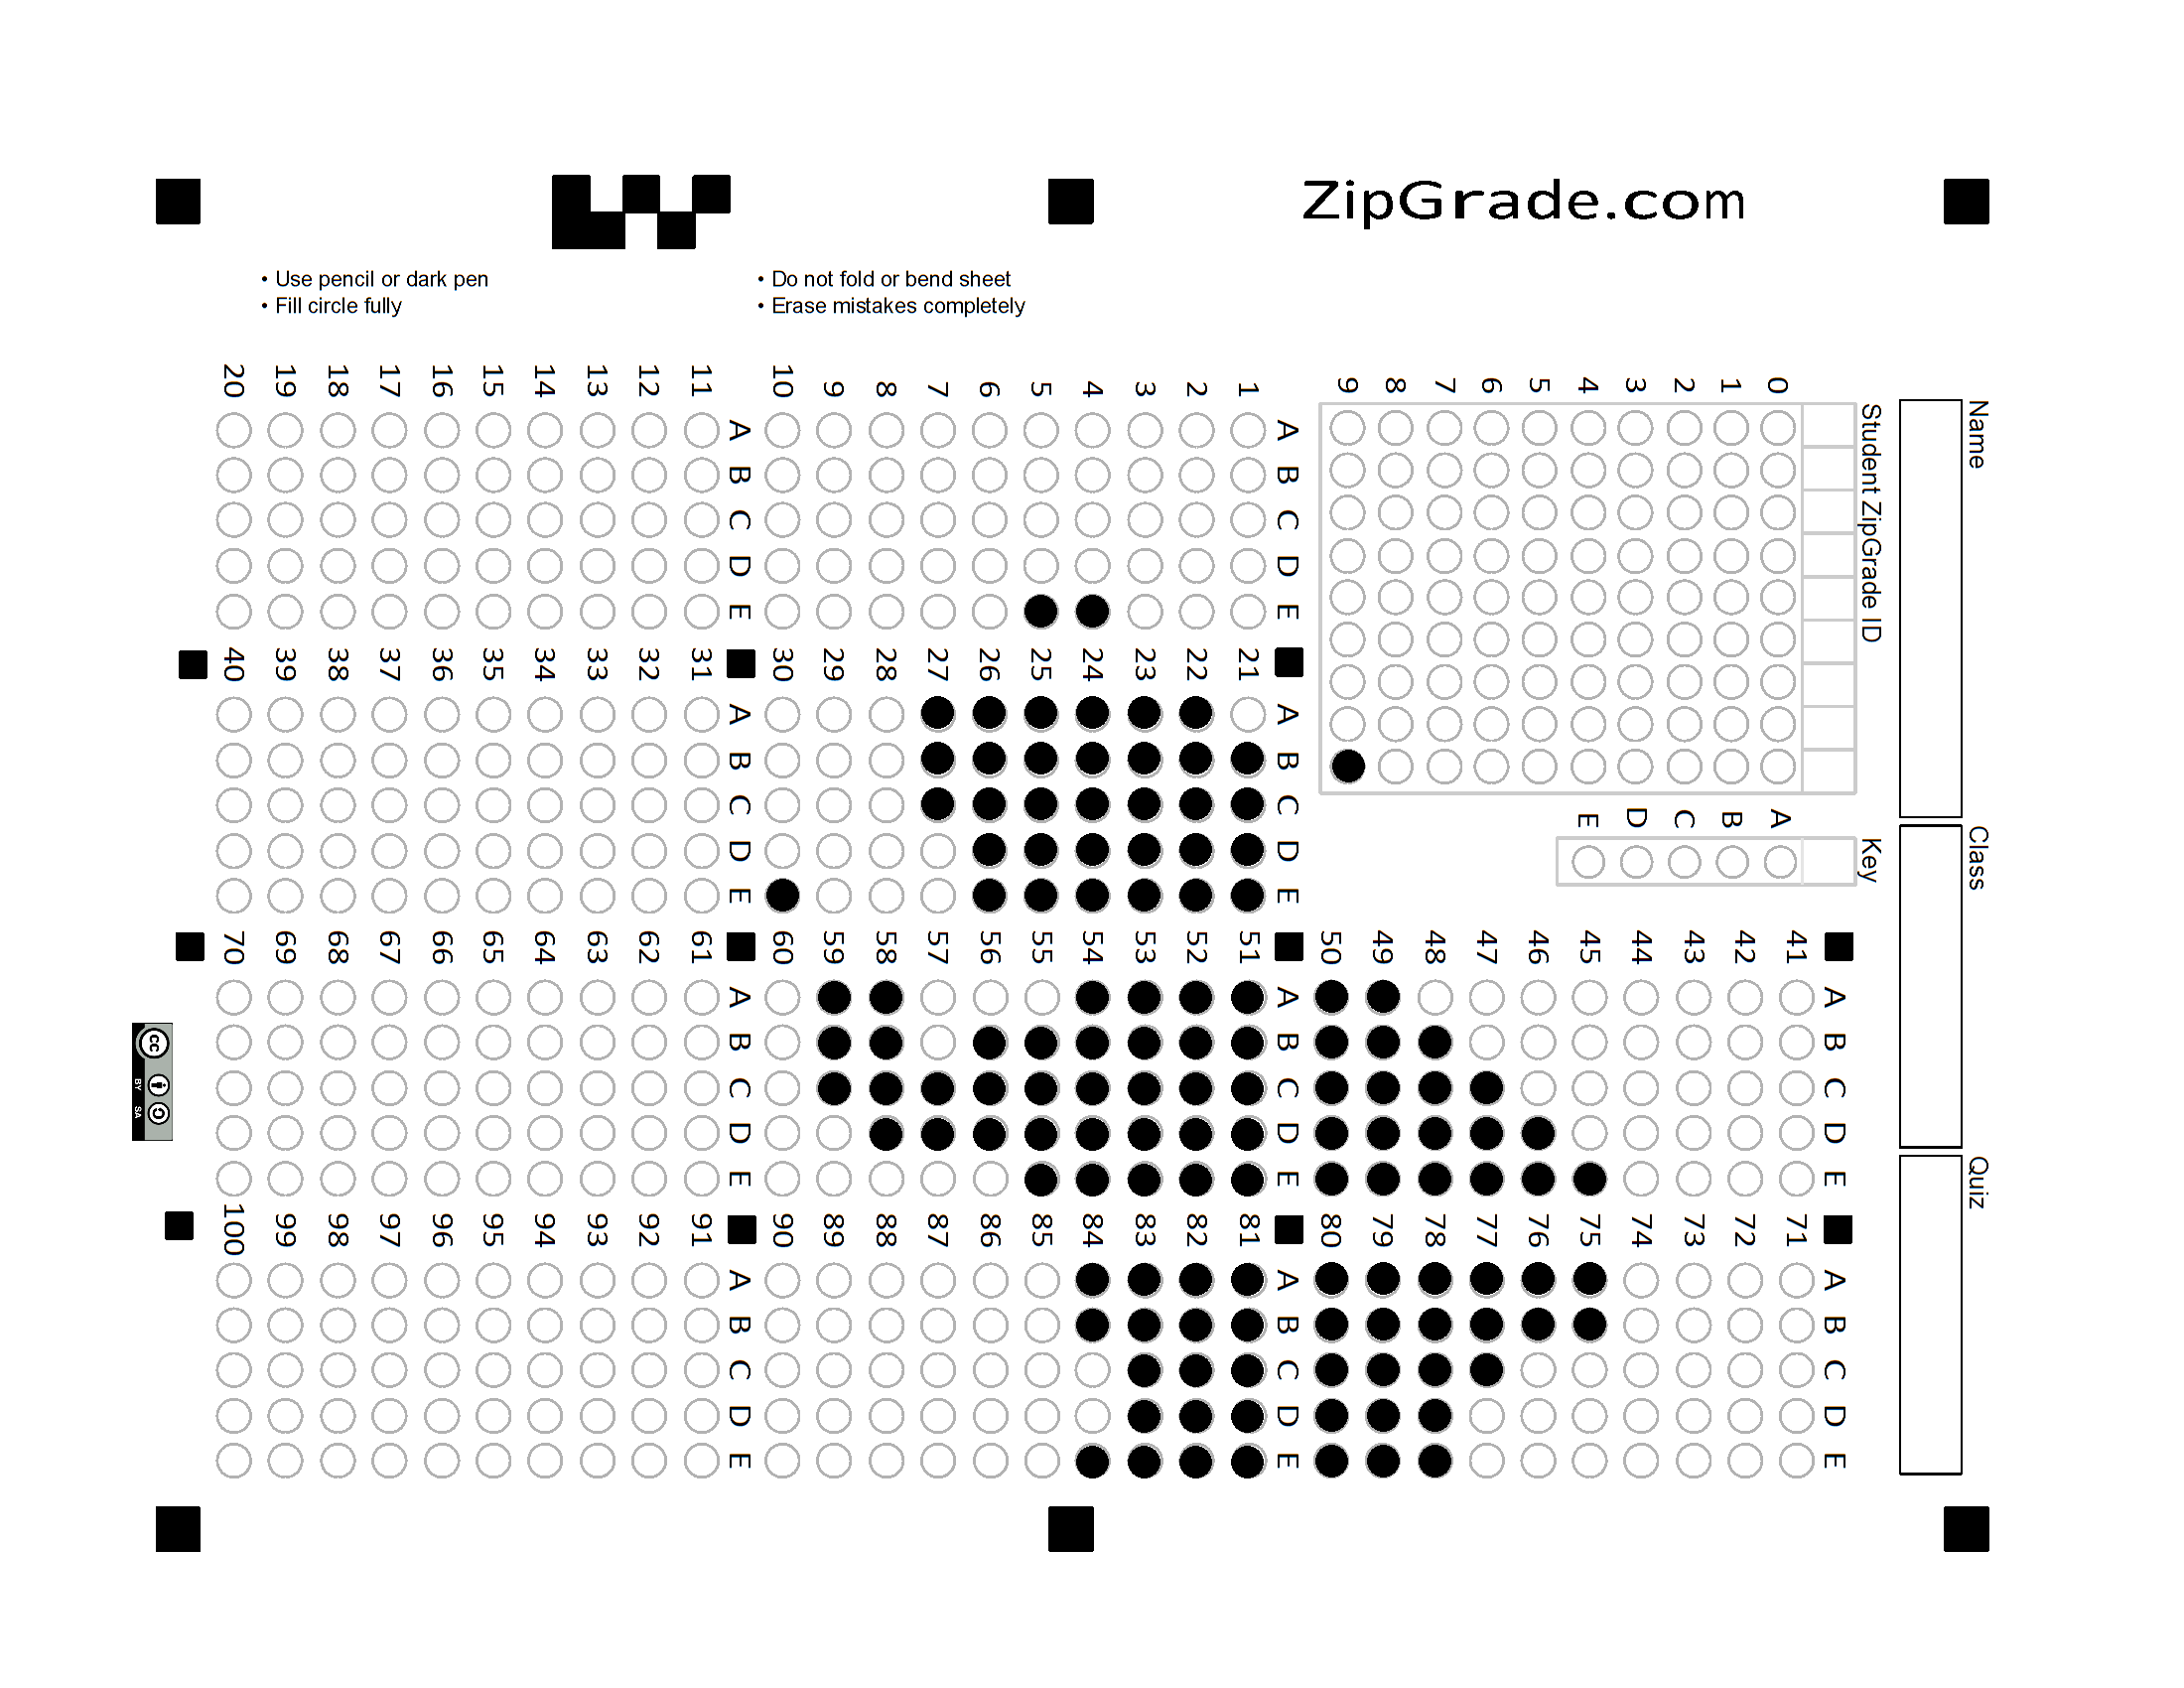 ZipGrade.com
• Use pencil or dark pen
• Fill circle fully
• Do not fold or bend sheet
• Erase mistakes completely
Name
Class
Quiz
Student ZipGrade ID
0 1 2 3 4 5 6 7 8 9
Key
A B C D E
1 2 3 4 5 6 7 8 9 10
A B C D E
11 12 13 14 15 16 17 18 19 20
A B C D E
21 22 23 24 25 26 27 28 29 30
A B C D E
31 32 33 34 35 36 37 38 39 40
A B C D E
41 42 43 44 45 46 47 48 49 50
A B C D E
51 52 53 54 55 56 57 58 59 60
A B C D E
61 62 63 64 65 66 67 68 69 70
A B C D E
71 72 73 74 75 76 77 78 79 80
A B C D E
81 82 83 84 85 86 87 88 89 90
A B C D E
91 92 93 94 95 96 97 98 99 100
A B C D E
cc
BY SA